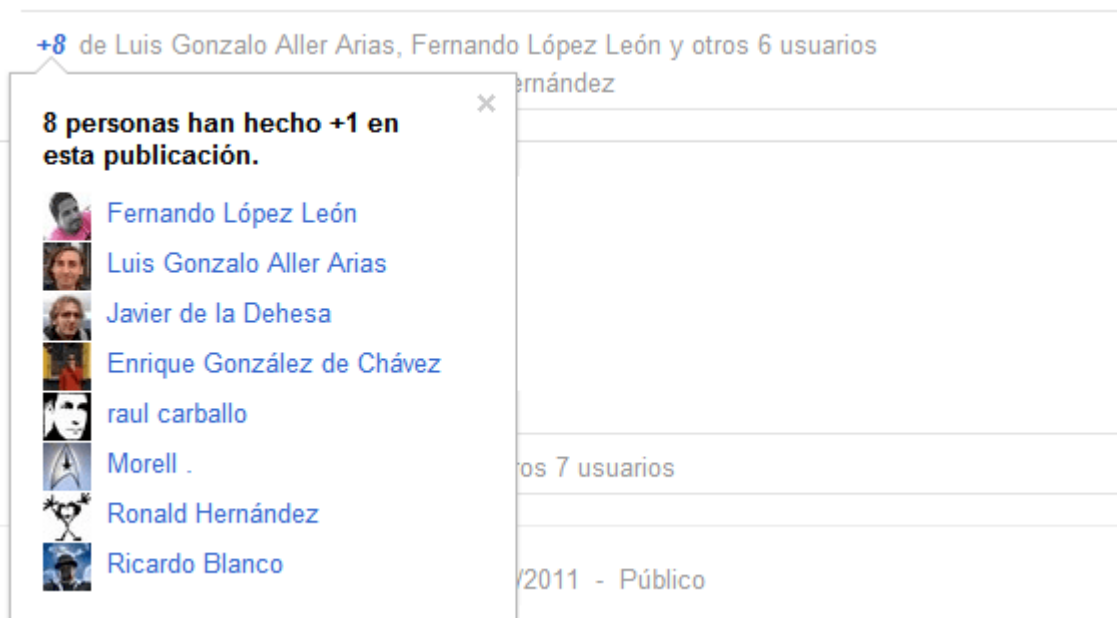 +8 de Luis Gonzalo Aller Arias, Fernando López León y otros 6 usuarios
8 personas han hecho +1 en
esta publicación.
Fernando López León
Luis Gonzalo Aller Arias
Javier de la Dehesa
Enrique González de Chávez
raul carballo
Morell .
Ronald Hernández
Ricardo Blanco
7 usuarios
/2011 - Público